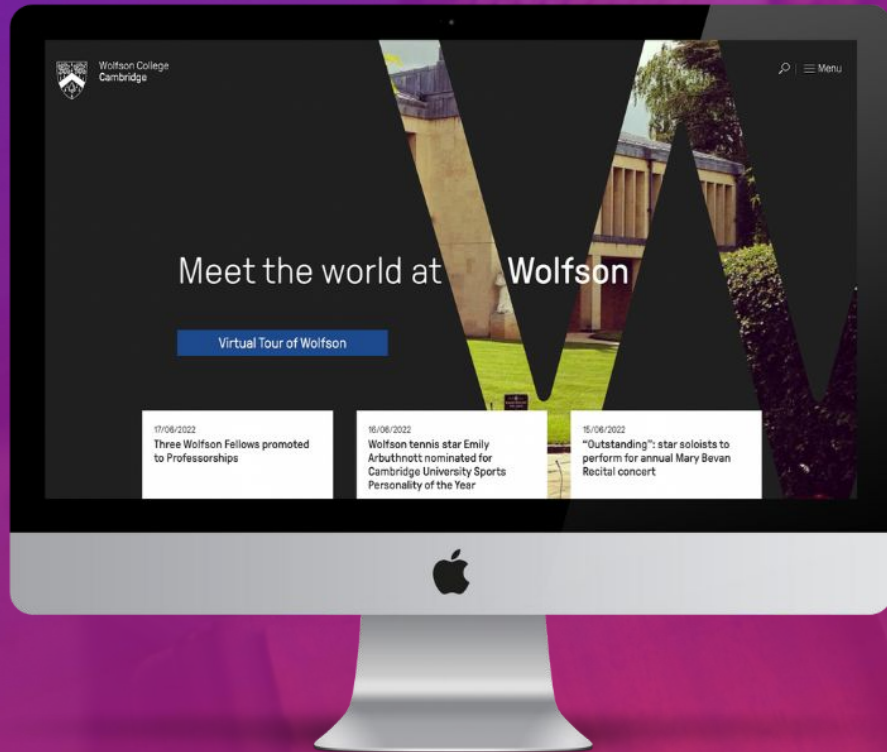 Wolfson College
Cambridge
Menu
Meet the world at Wolfson
Virtual Tour of Wolfson
17/06/2022
Three Wolfson Fellows promoted
to Professorships
16/06/2022
Wolfson tennis star Emily
Arbuthnott nominated for
Cambridge University Sports
Personality of the Year
15/06/2022
“Outstanding”: star soloists to
perform for annual Mary Bevan
Recital concert